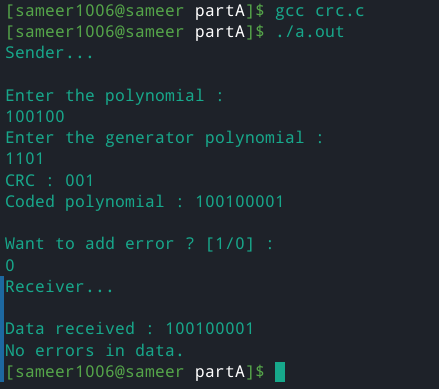 [sameer1006@sameer partA]$ gcc crc.c
[sameer1006@sameer partA]$ ./a.out
Sender...
Enter the polynomial :
100100
Enter the generator polynomial :
1101
CRC : 001
Coded polynomial : 100100001
Want to add error ? [1/0] :
0
Receiver...
Data received : 100100001
No errors in data.
[sameer1006@sameer partA]$